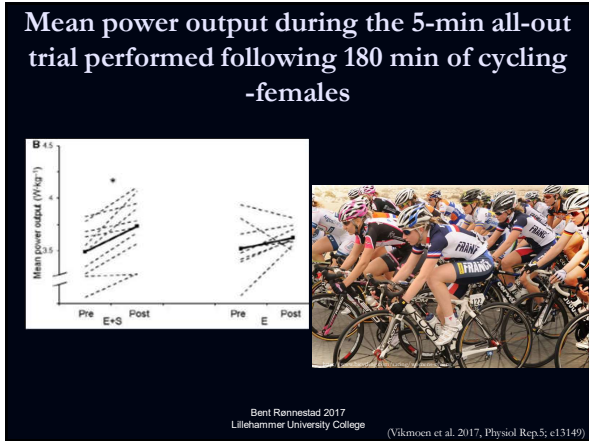 Mean power output during the 5-min all-out
trial performed following 180 min of cycling
-females
B
4.5
4
3.5
Mean power output (W·kg⁻¹)
*
Pre Post Pre Post
E+S E
FRANCE
Bent Rønnestad 2017
Lillehammer University College
(Vikmoen et al. 2017, Physiol Rep.5; e13149)